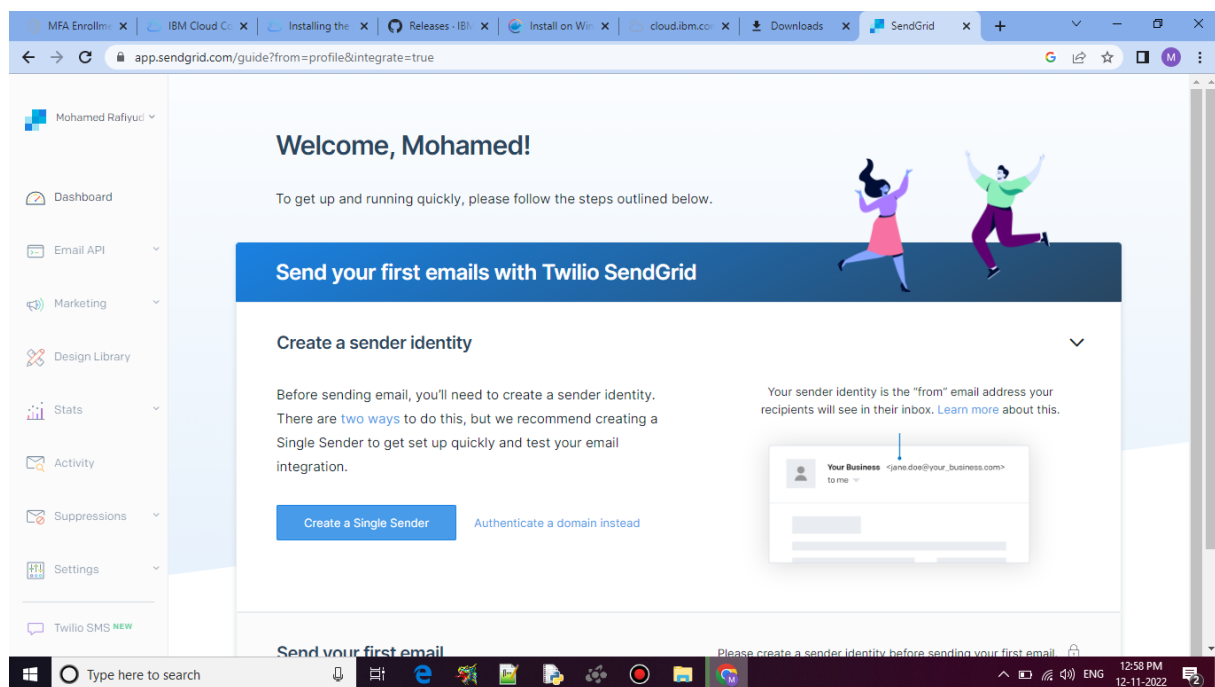 MFA Enrollme
IBM Cloud Co
Installing the
Releases - IBM
Install on Win
cloud.ibm.co
Downloads
SendGrid
app.sendgrid.com/guide?from=profile&integrate=true
M
Mohamed Rafiyud
Dashboard
Email API
Marketing
Design Library
Stats
Activity
Suppressions
Settings
Twilio SMS NEW
Welcome, Mohamed!
To get up and running quickly, please follow the steps outlined below.
Send your first emails with Twilio SendGrid
Create a sender identity
Before sending email, you'll need to create a sender identity.
There are two ways to do this, but we recommend creating a
Single Sender to get set up quickly and test your email
integration.
Create a Single Sender
Authenticate a domain instead
Your sender identity is the "from" email address your
recipients will see in their inbox. Learn more about this.
Your Business <jane.doe@your_business.com>
to me
Send your first email
Please create a sender identity before sending your first email.
Type here to search
ENG
12:58 PM
12-11-2022
2